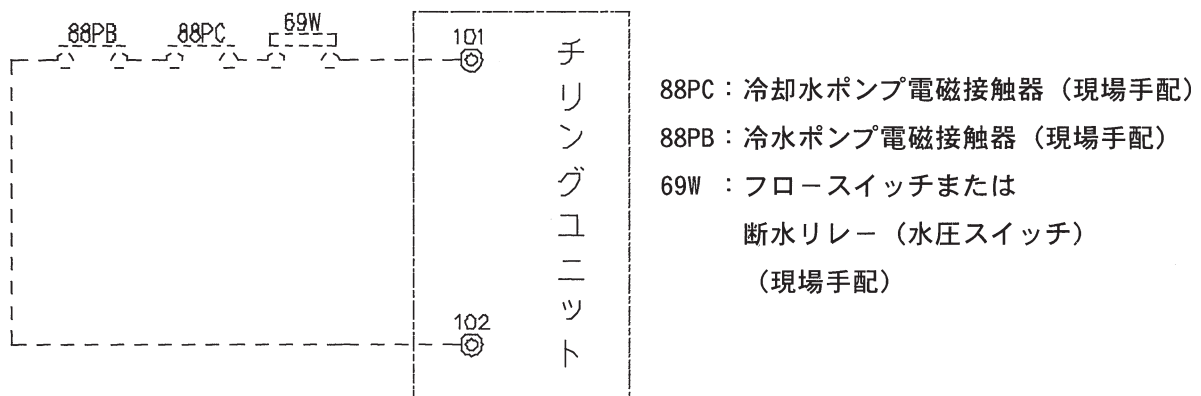 88PB 88PC 69W
101
102
チリングユニット
88PC：冷却水ポンプ電磁接触器（現場手配）
88PB：冷水ポンプ電磁接触器（現場手配）
69W ：フロースイッチまたは
断水リレー（水圧スイッチ）
（現場手配）